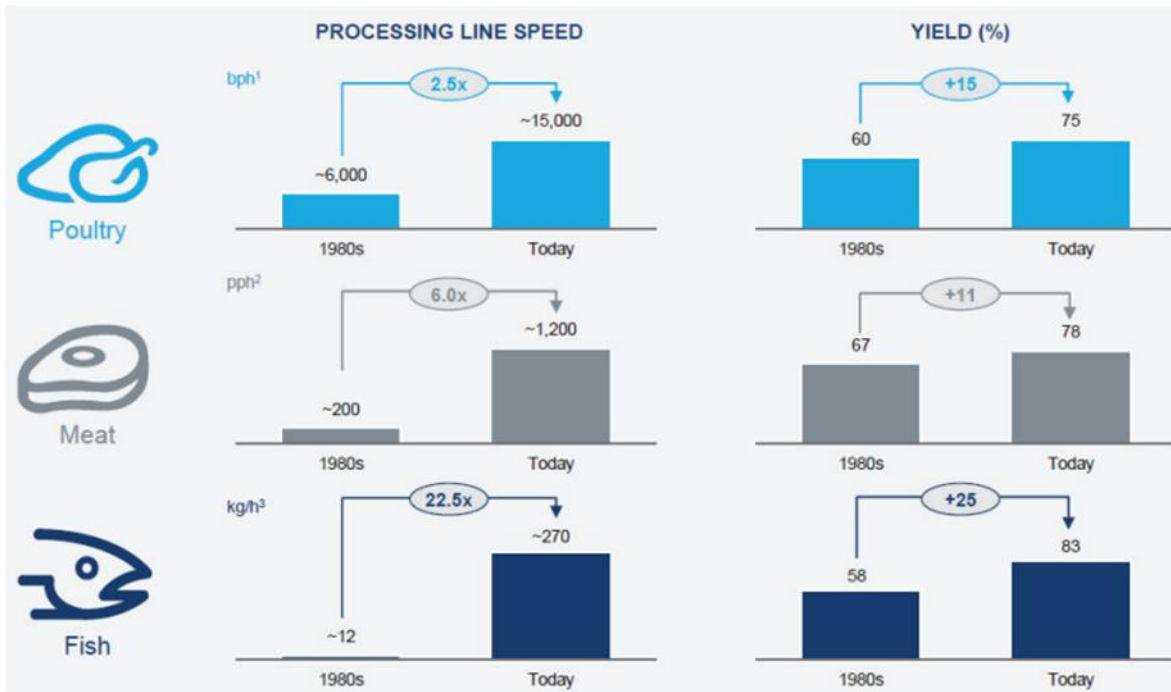 PROCESSING LINE SPEED
YIELD (%)
bph¹
2.5x
~6,000
~15,000
1980s
Today
+15
60
75
1980s
Today
Poultry
pph²
6.0x
~200
~1,200
1980s
Today
+11
67
78
1980s
Today
Meat
kg/h³
22.5x
~12
~270
1980s
Today
+25
58
83
1980s
Today
Fish